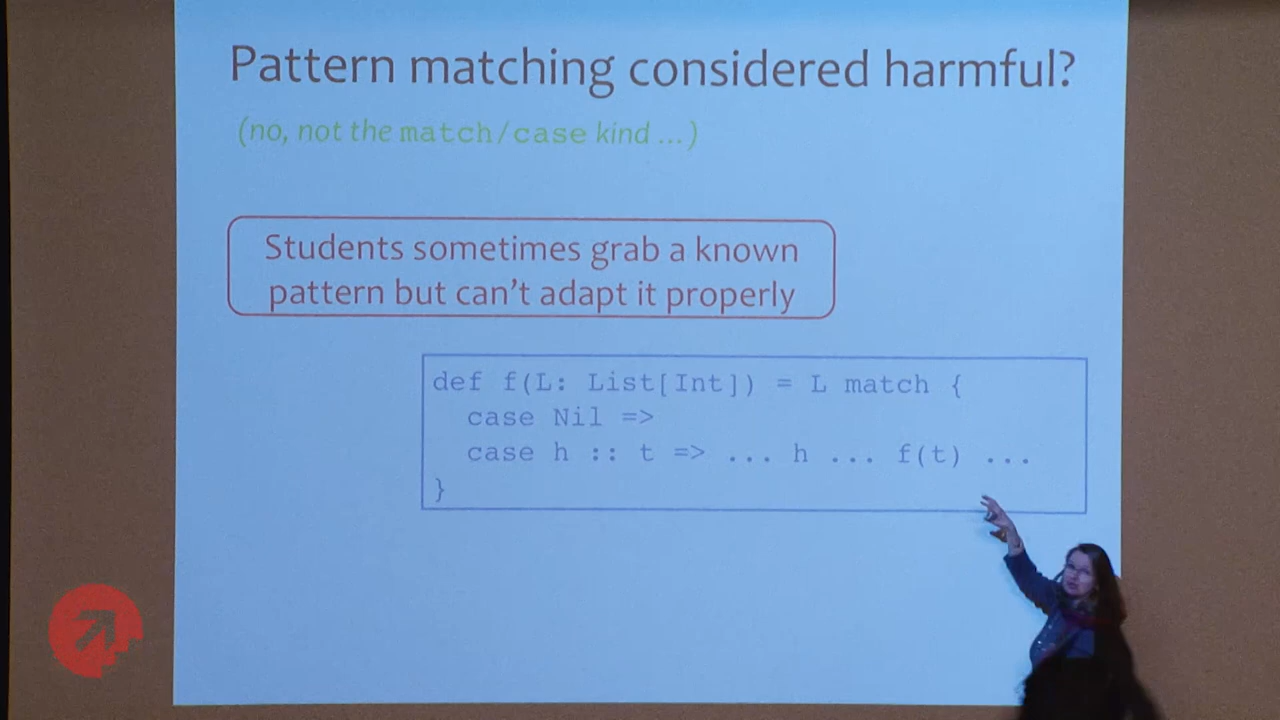 Pattern matching considered harmful?
(no, not the match/case kind ...)
Students sometimes grab a known
pattern but can't adapt it properly
def f(L: List[Int]) = L match {
case Nil =>
case h :: t => ... h ... f(t) ...
}